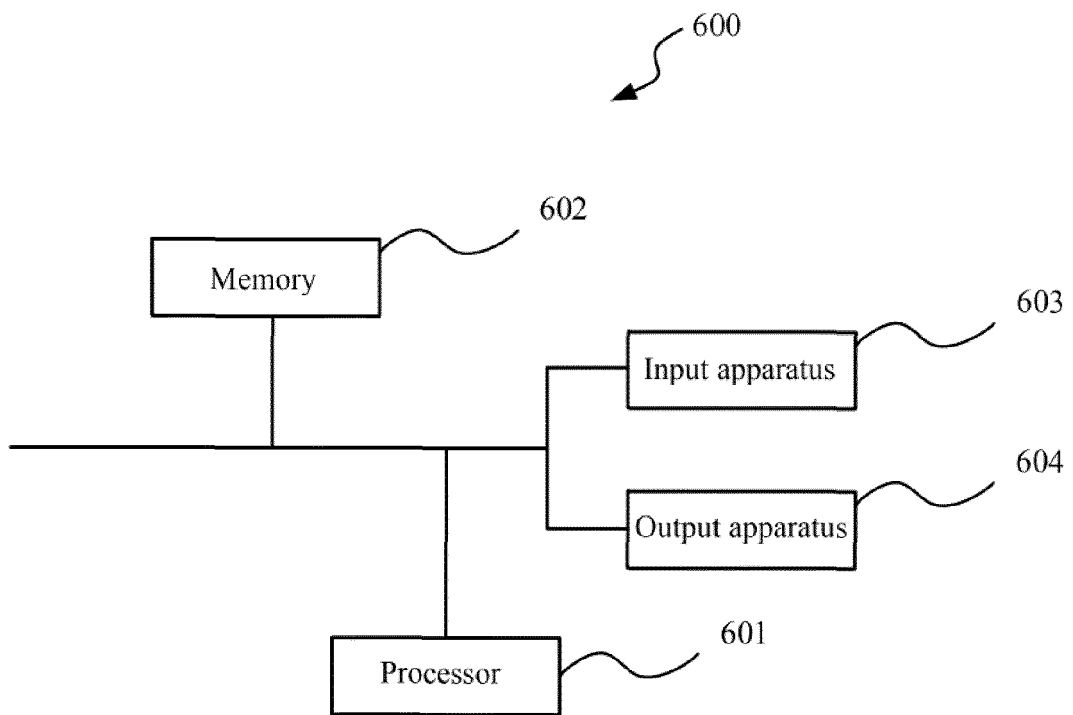 600
602
Memory
603
Input apparatus
604
Output apparatus
601
Processor